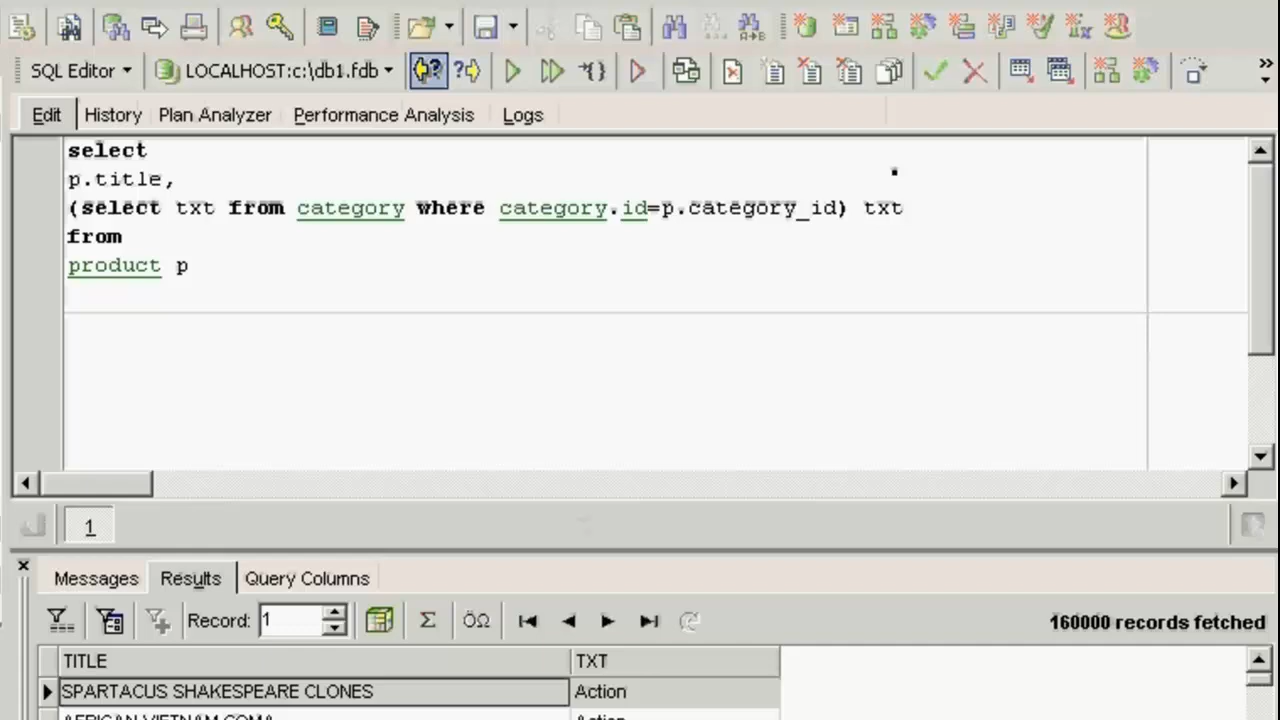 SQL Editor LOCALHOST:c:\db1.fdb
Edit History Plan Analyzer Performance Analysis Logs
select
p.title,
(select txt from category where category.id=p.category_id) txt
from
product p
1
Messages Results Query Columns
Record: 1 Σ ÖΩ 160000 records fetched
TITLE TXT
SPARTACUS SHAKESPEARE CLONES Action